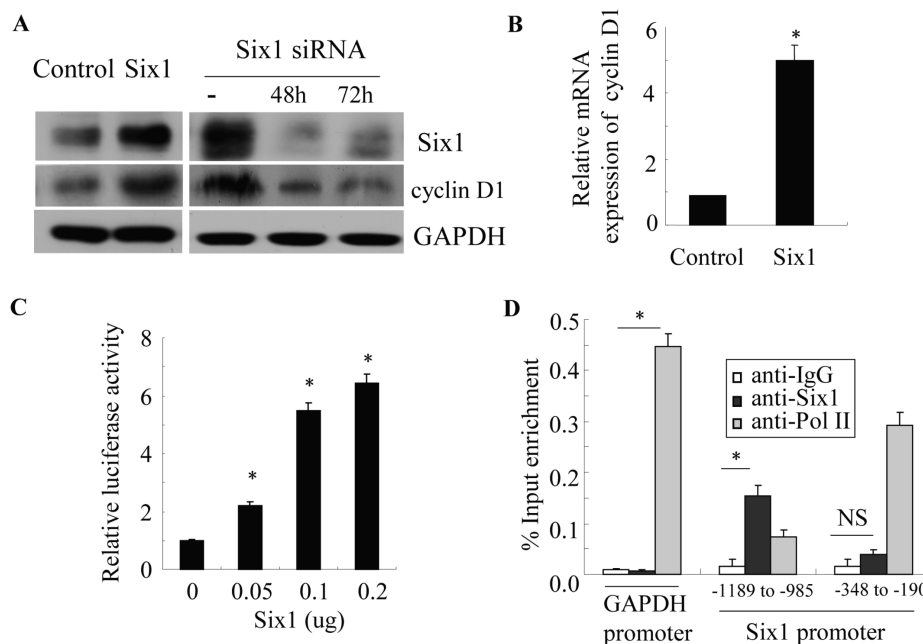 A
Control Six1
Six1 siRNA
- 48h 72h
Six1
cyclin D1
GAPDH
B
Relative mRNA
expression of cyclin D1
6
4
2
0
*
Control Six1
C
Relative luciferase activity
8
6
4
2
0
* * *
0 0.05 0.1 0.2
Six1 (ug)
D
% Input enrichment
0.5
0.4
0.3
0.2
0.1
0.0
*
anti-IgG
anti-Six1
anti-Pol II
*
NS
-1189 to -985 -348 to -190
GAPDH
promoter
Six1 promoter